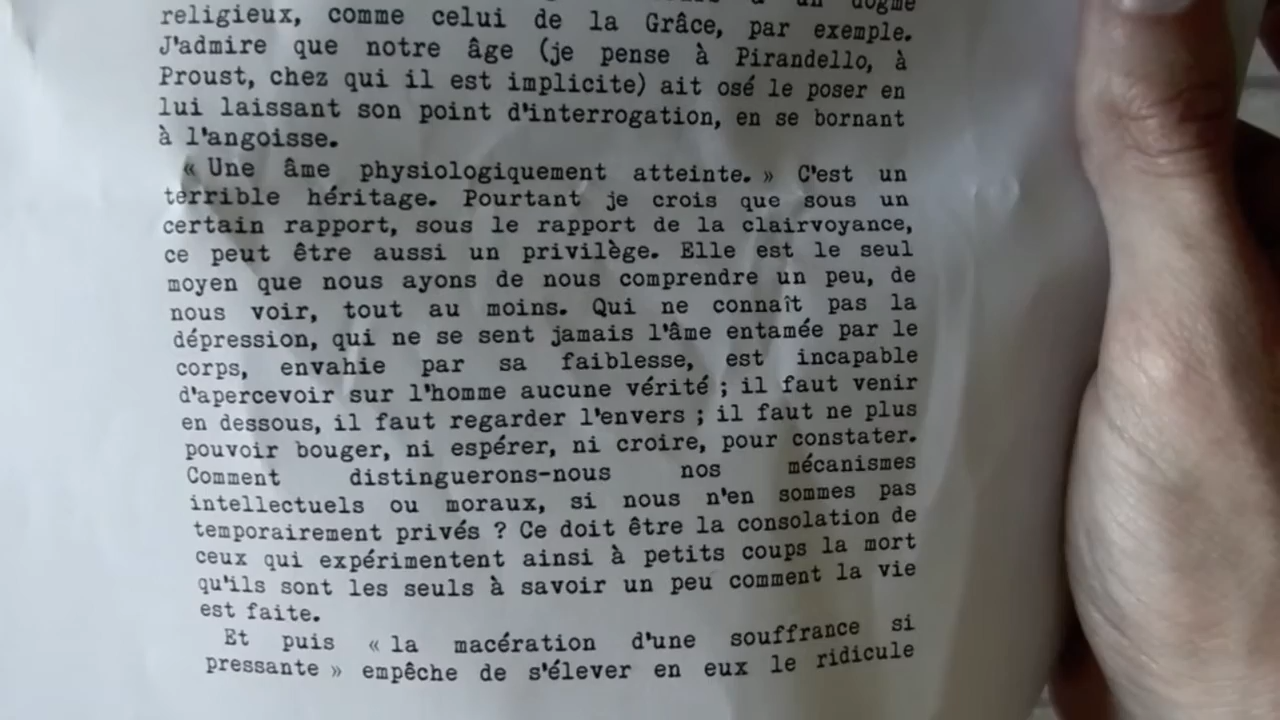 un dogme
religieux, comme celui de la Grâce, par exemple.
J'admire que notre âge (je pense à Pirandello, à
Proust, chez qui il est implicite) ait osé le poser en
lui laissant son point d'interrogation, en se bornant
à l'angoisse.
« Une âme physiologiquement atteinte. » C'est un
terrible héritage. Pourtant je crois que sous un
certain rapport, sous le rapport de la clairvoyance,
ce peut être aussi un privilège. Elle est le seul
moyen que nous ayons de nous comprendre un peu, de
nous voir, tout au moins. Qui ne connaît pas la
dépression, qui ne se sent jamais l'âme entamée par le
corps, envahie par sa faiblesse, est incapable
d'apercevoir sur l'homme aucune vérité ; il faut venir
en dessous, il faut regarder l'envers ; il faut ne plus
pouvoir bouger, ni espérer, ni croire, pour constater.
Comment distinguerons-nous nos mécanismes
intellectuels ou moraux, si nous n'en sommes pas
temporairement privés ? Ce doit être la consolation de
ceux qui expérimentent ainsi à petits coups la mort
qu'ils sont les seuls à savoir un peu comment la vie
est faite.
Et puis « la macération d'une souffrance si
pressante » empêche de s'élever en eux le ridicule